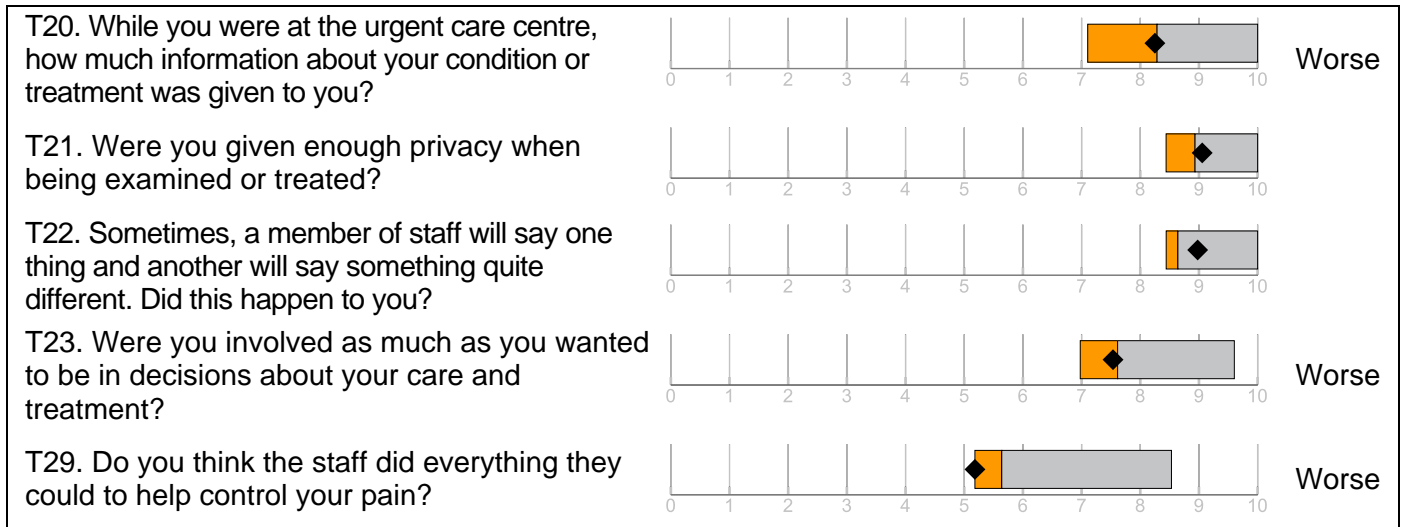 T20. While you were at the urgent care centre,
how much information about your condition or
treatment was given to you?
0 1 2 3 4 5 6 7 8 9 10
Worse
T21. Were you given enough privacy when
being examined or treated?
0 1 2 3 4 5 6 7 8 9 10
T22. Sometimes, a member of staff will say one
thing and another will say something quite
different. Did this happen to you?
0 1 2 3 4 5 6 7 8 9 10
T23. Were you involved as much as you wanted
to be in decisions about your care and
treatment?
0 1 2 3 4 5 6 7 8 9 10
Worse
T29. Do you think the staff did everything they
could to help control your pain?
0 1 2 3 4 5 6 7 8 9 10
Worse